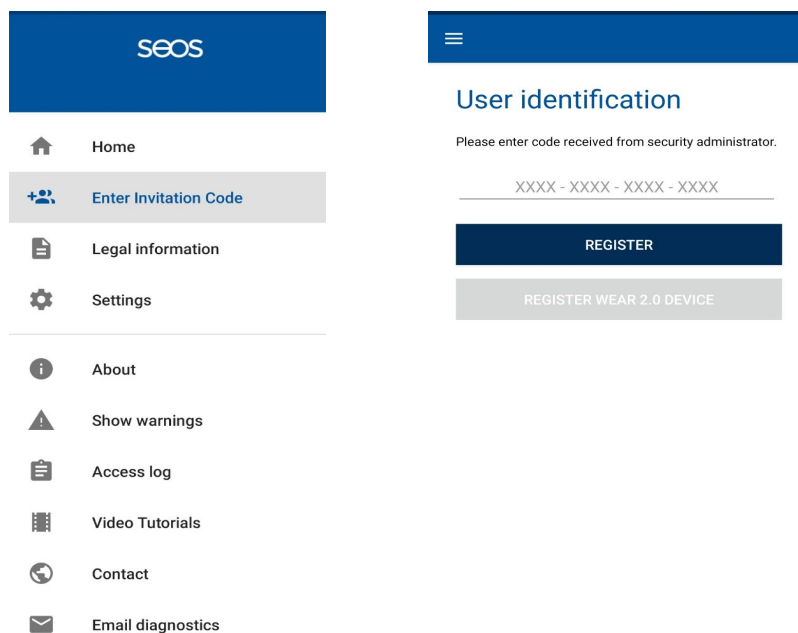 seos
Home
Enter Invitation Code
Legal information
Settings
About
Show warnings
Access log
Video Tutorials
Contact
Email diagnostics
User identification
Please enter code received from security administrator.
XXXX - XXXX - XXXX - XXXX
REGISTER
REGISTER WEAR 2.0 DEVICE